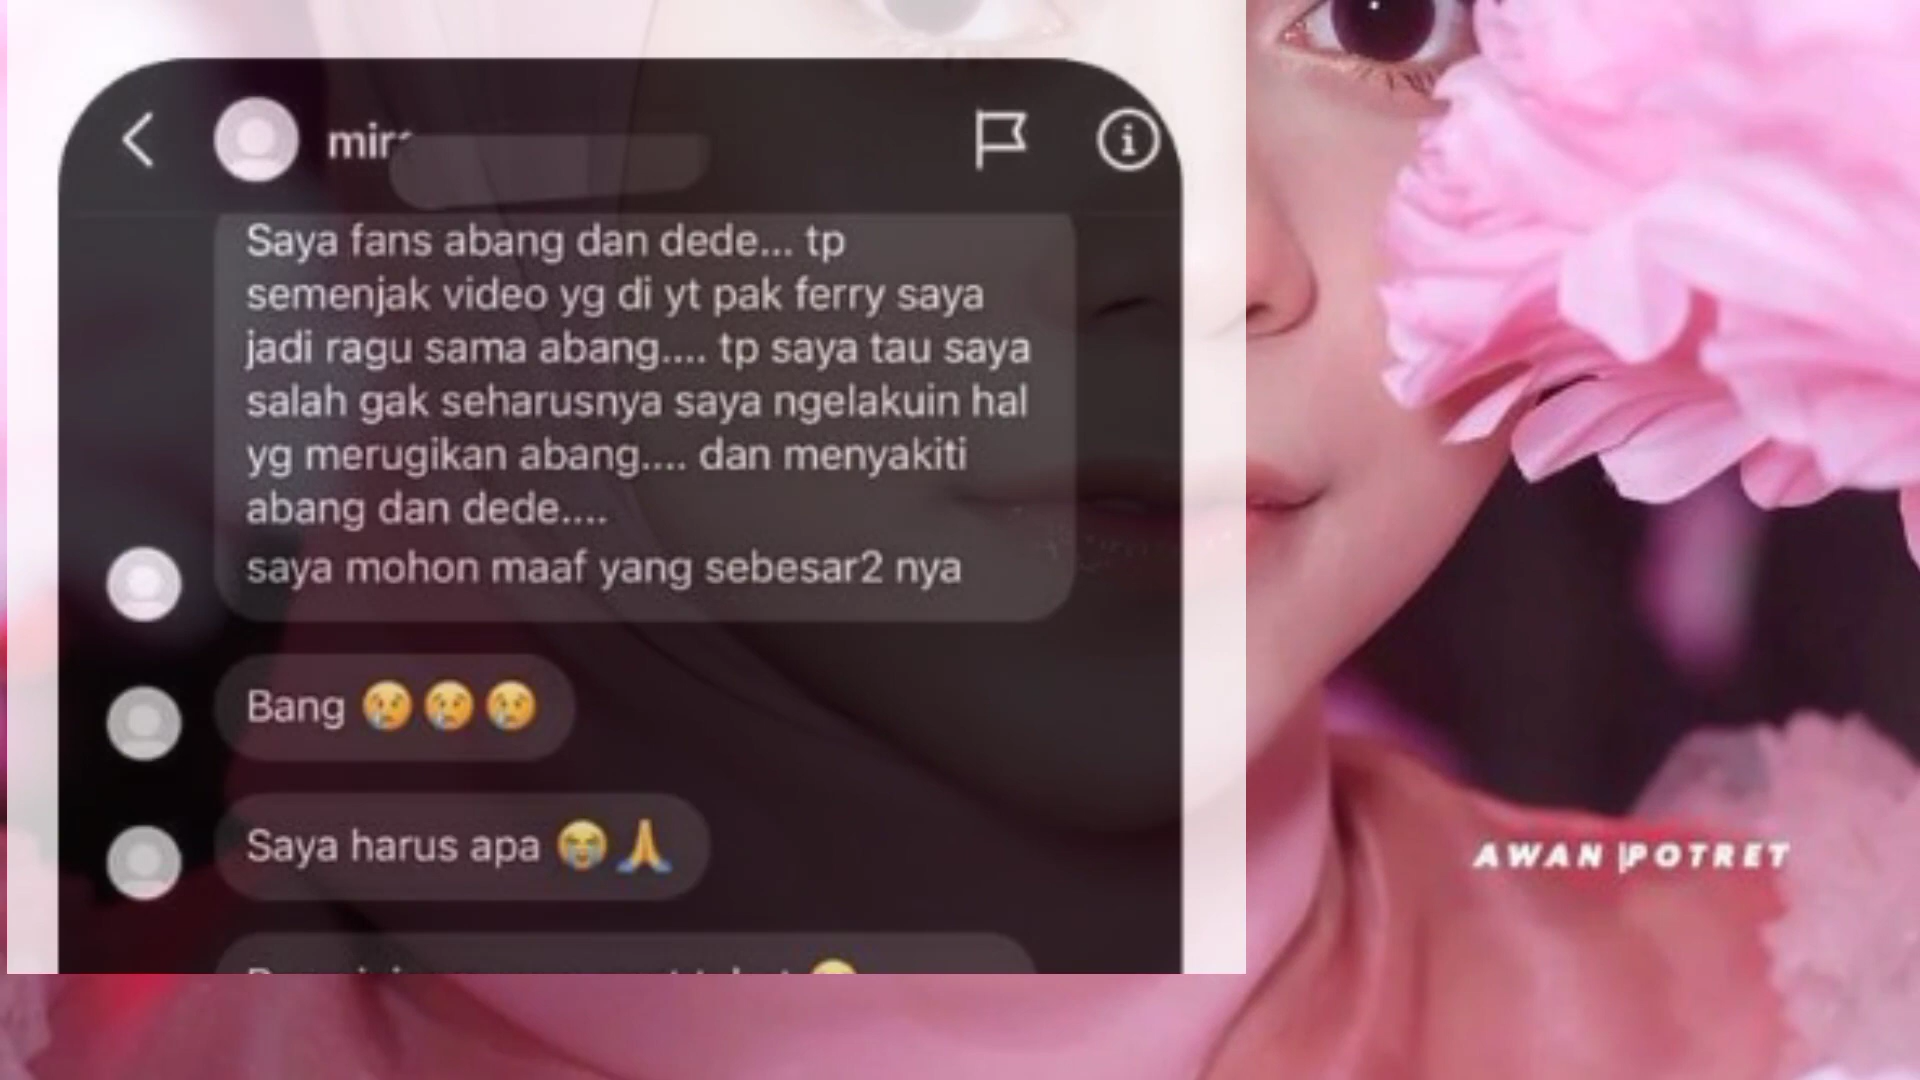 Saya fans abang dan dede... tp
semenjak video yg di yt pak ferry saya
jadi ragu sama abang.... tp saya tau saya
salah gak seharusnya saya ngelakuin hal
yg merugikan abang.... dan menyakiti
abang dan dede....
saya mohon maaf yang sebesar2 nya
Bang 😢😢😢
Saya harus apa 😭🙏
AWAN |POTRET